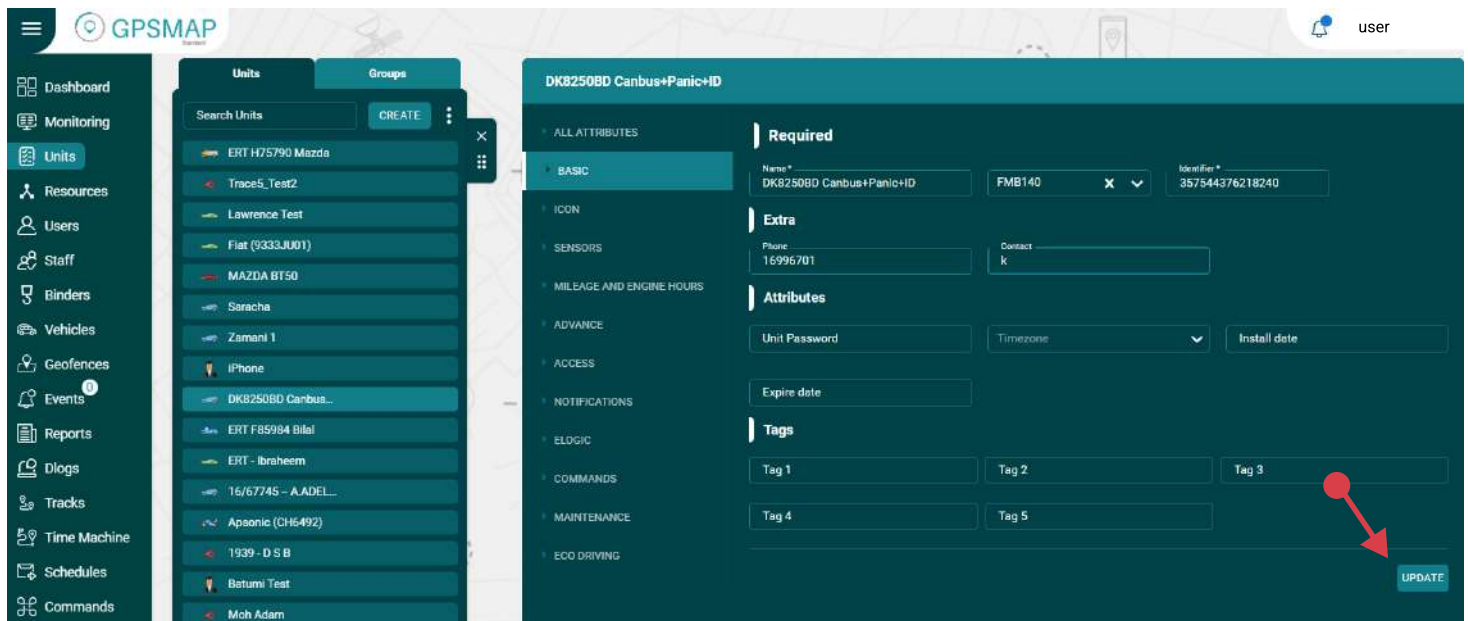 GPSMAP
Standard
user
Dashboard
Monitoring
Units
Resources
Users
Staff
Binders
Vehicles
Geofences
Events
0
Reports
Dlogs
Tracks
Time Machine
Schedules
Commands
Units
Groups
Search Units
CREATE
ERT H75790 Mazda
Trace5_Test2
Lawrence Test
Fiat (9333JU01)
MAZDA BT50
Saracha
Zamani 1
iPhone
DK8250BD Canbus...
ERT F85984 Bilal
ERT - Ibraheem
16/67745 – A.ADEL...
Apsonic (CH6492)
1939 - D S B
Batumi Test
Moh Adam
DK8250BD Canbus+Panic+ID
ALL ATTRIBUTES
BASIC
ICON
SENSORS
MILEAGE AND ENGINE HOURS
ADVANCE
ACCESS
NOTIFICATIONS
ELOGIC
COMMANDS
MAINTENANCE
ECO DRIVING
Required
Name *
DK8250BD Canbus+Panic+ID
FMB140
Identifier *
357544376218240
Extra
Phone
16996701
Contact
k
Attributes
Unit Password
Timezone
Install date
Expire date
Tags
Tag 1
Tag 2
Tag 3
Tag 4
Tag 5
UPDATE